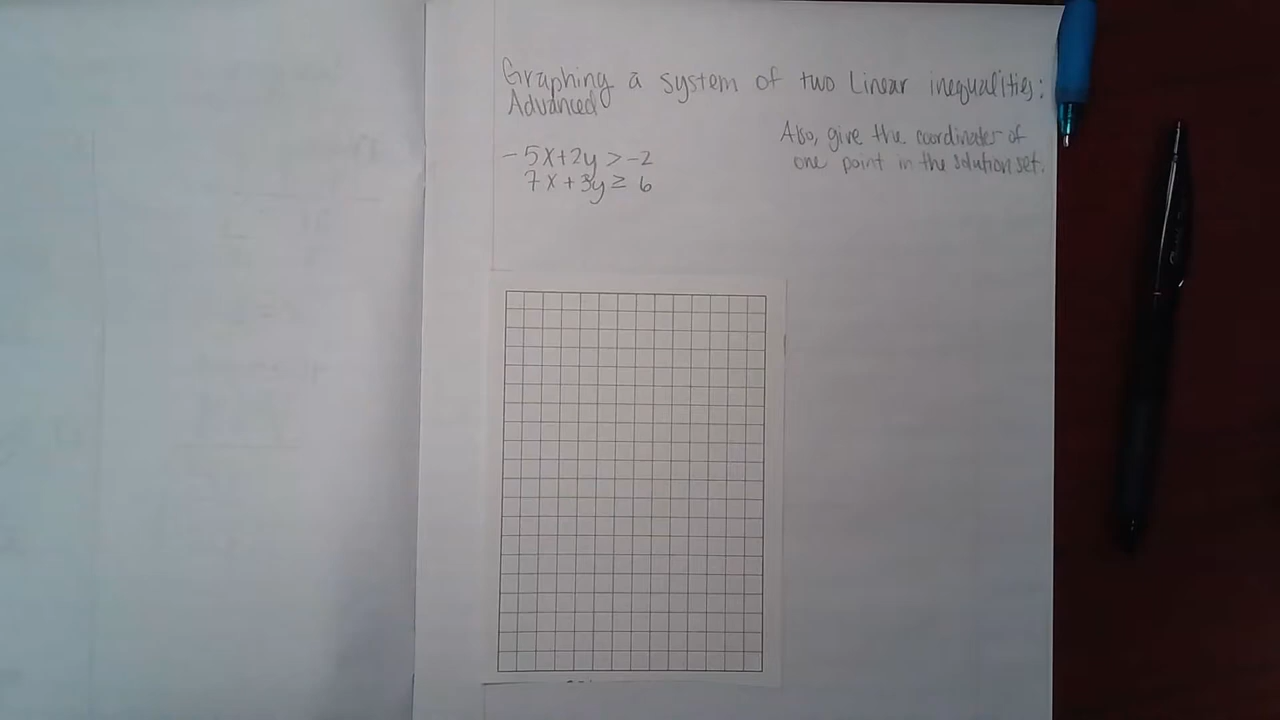 Graphing a system of two Linear inequalities:
Advanced
-5x+2y > -2
7x+3y ≥ 6
Also, give the coordinates of
one point in the solution set.